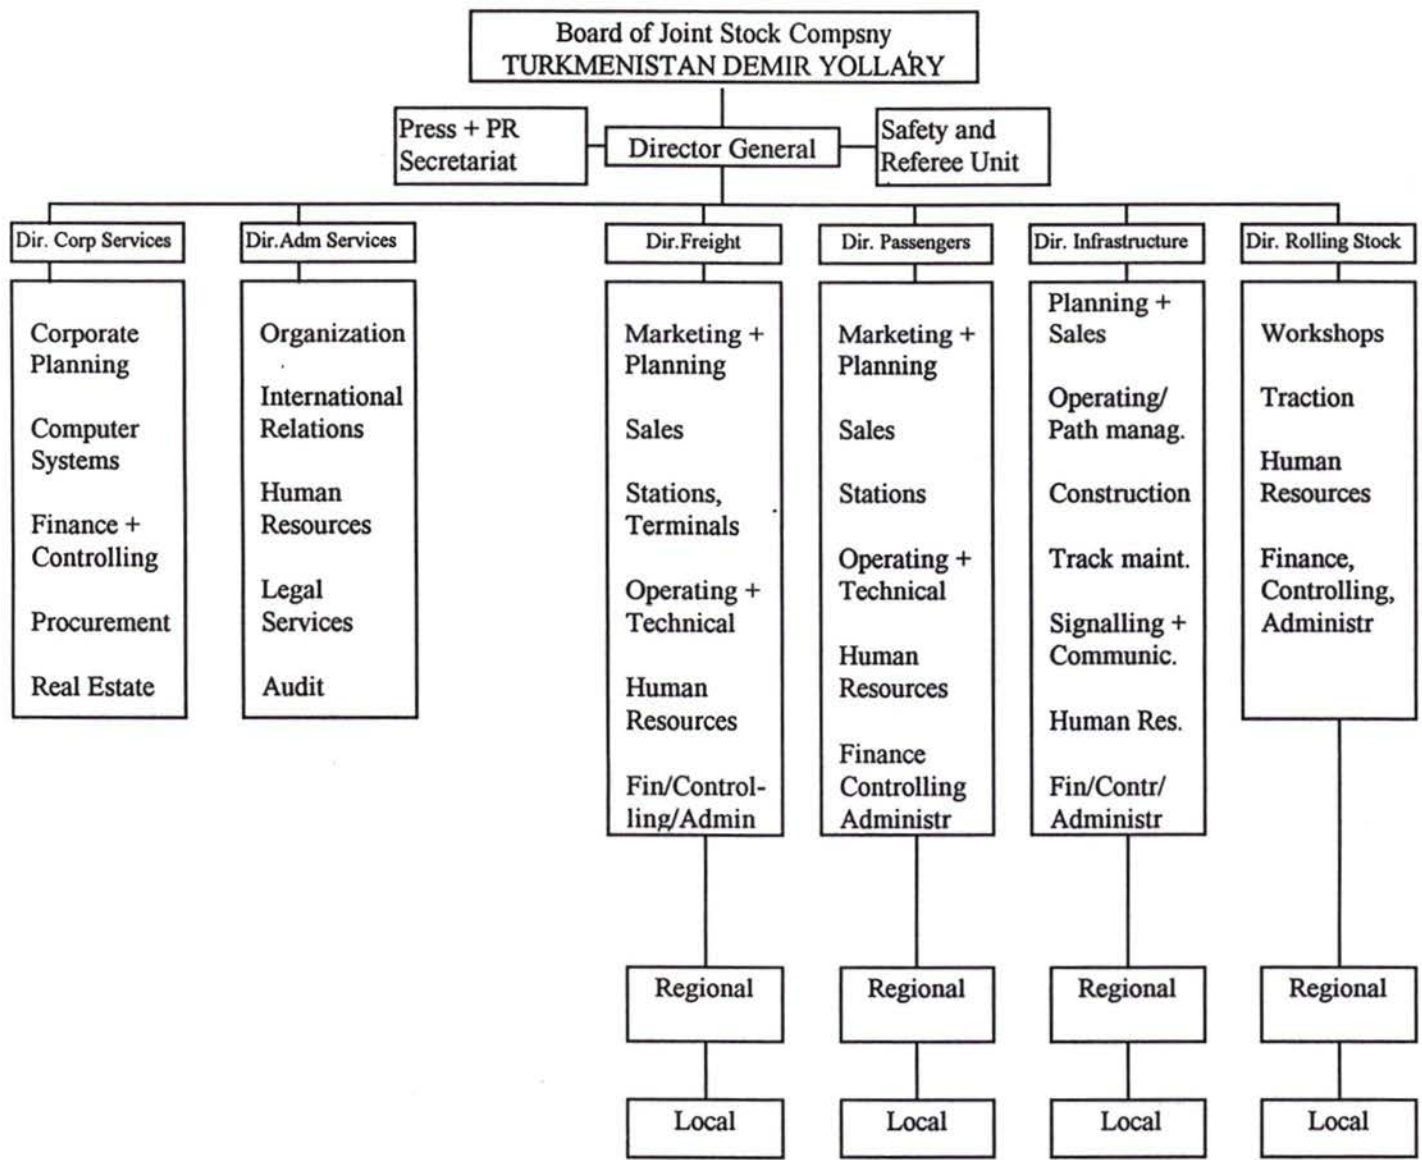 Board of Joint Stock Compsny
TURKMENISTAN DEMIR YOLLARY
Press + PR
Secretariat
Director General
Safety and
Referee Unit
Dir. Corp Services
Corporate
Planning
Computer
Systems
Finance +
Controlling
Procurement
Real Estate
Dir.Adm Services
Organization
International
Relations
Human
Resources
Legal
Services
Audit
Dir.Freight
Marketing +
Planning
Sales
Stations,
Terminals
Operating +
Technical
Human
Resources
Fin/Control-
ling/Admin
Regional
Local
Dir. Passengers
Marketing +
Planning
Sales
Stations
Operating +
Technical
Human
Resources
Finance
Controlling
Administr
Regional
Local
Dir. Infrastructure
Planning +
Sales
Operating/
Path manag.
Construction
Track maint.
Signalling +
Communic.
Human Res.
Fin/Contr/
Administr
Regional
Local
Dir. Rolling Stock
Workshops
Traction
Human
Resources
Finance,
Controlling,
Administr
Regional
Local